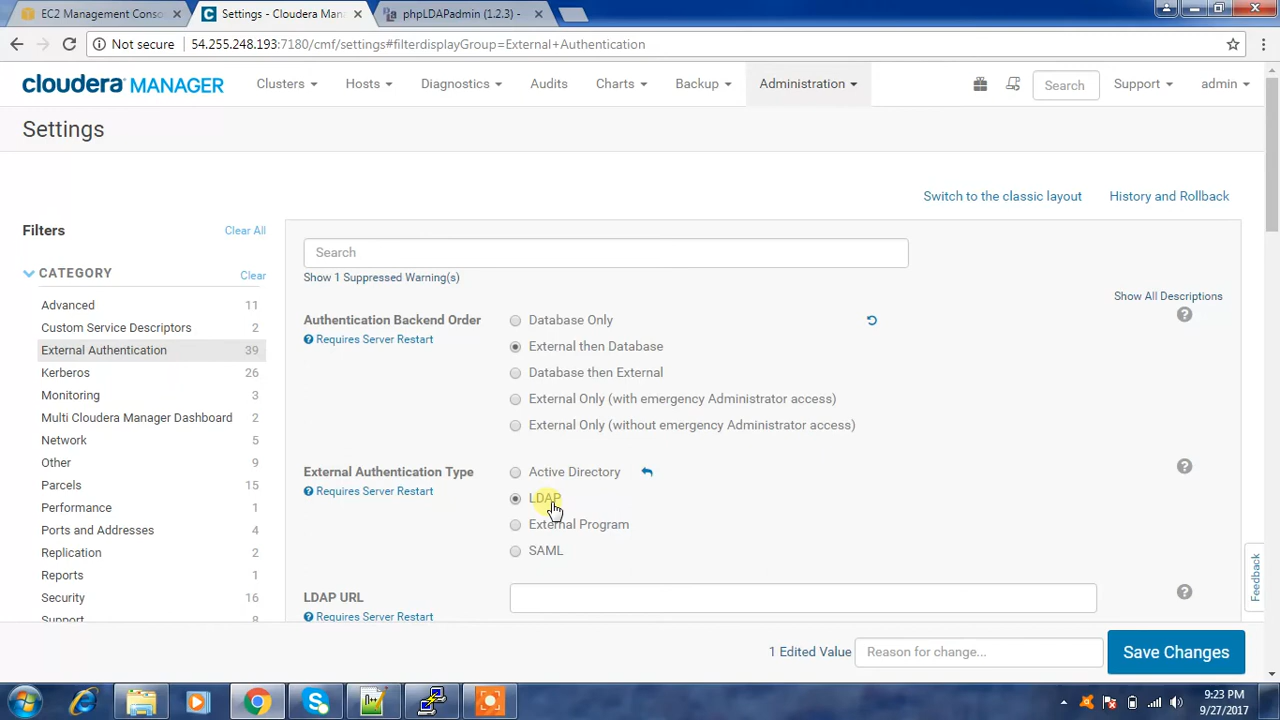 EC2 Management Conso
Settings - Cloudera Man
phpLDAPadmin (1.2.3) -
Not secure 54.255.248.193:7180/cmf/settings#filterdisplayGroup=External+Authentication
cloudera MANAGER Clusters Hosts Diagnostics Audits Charts Backup Administration Search Support admin
Settings
Switch to the classic layout History and Rollback
Filters Clear All
Search
Show 1 Suppressed Warning(s)
CATEGORY Clear
Show All Descriptions
Advanced 11
Custom Service Descriptors 2
External Authentication 39
Kerberos 26
Monitoring 3
Multi Cloudera Manager Dashboard 2
Network 5
Other 9
Parcels 15
Performance 1
Ports and Addresses 4
Replication 2
Reports 1
Security 16
Support 8
Authentication Backend Order
Requires Server Restart
Database Only
External then Database
Database then External
External Only (with emergency Administrator access)
External Only (without emergency Administrator access)
External Authentication Type
Requires Server Restart
Active Directory
LDAP
External Program
SAML
LDAP URL
Requires Server Restart
Feedback
1 Edited Value Reason for change... Save Changes
9:23 PM
9/27/2017